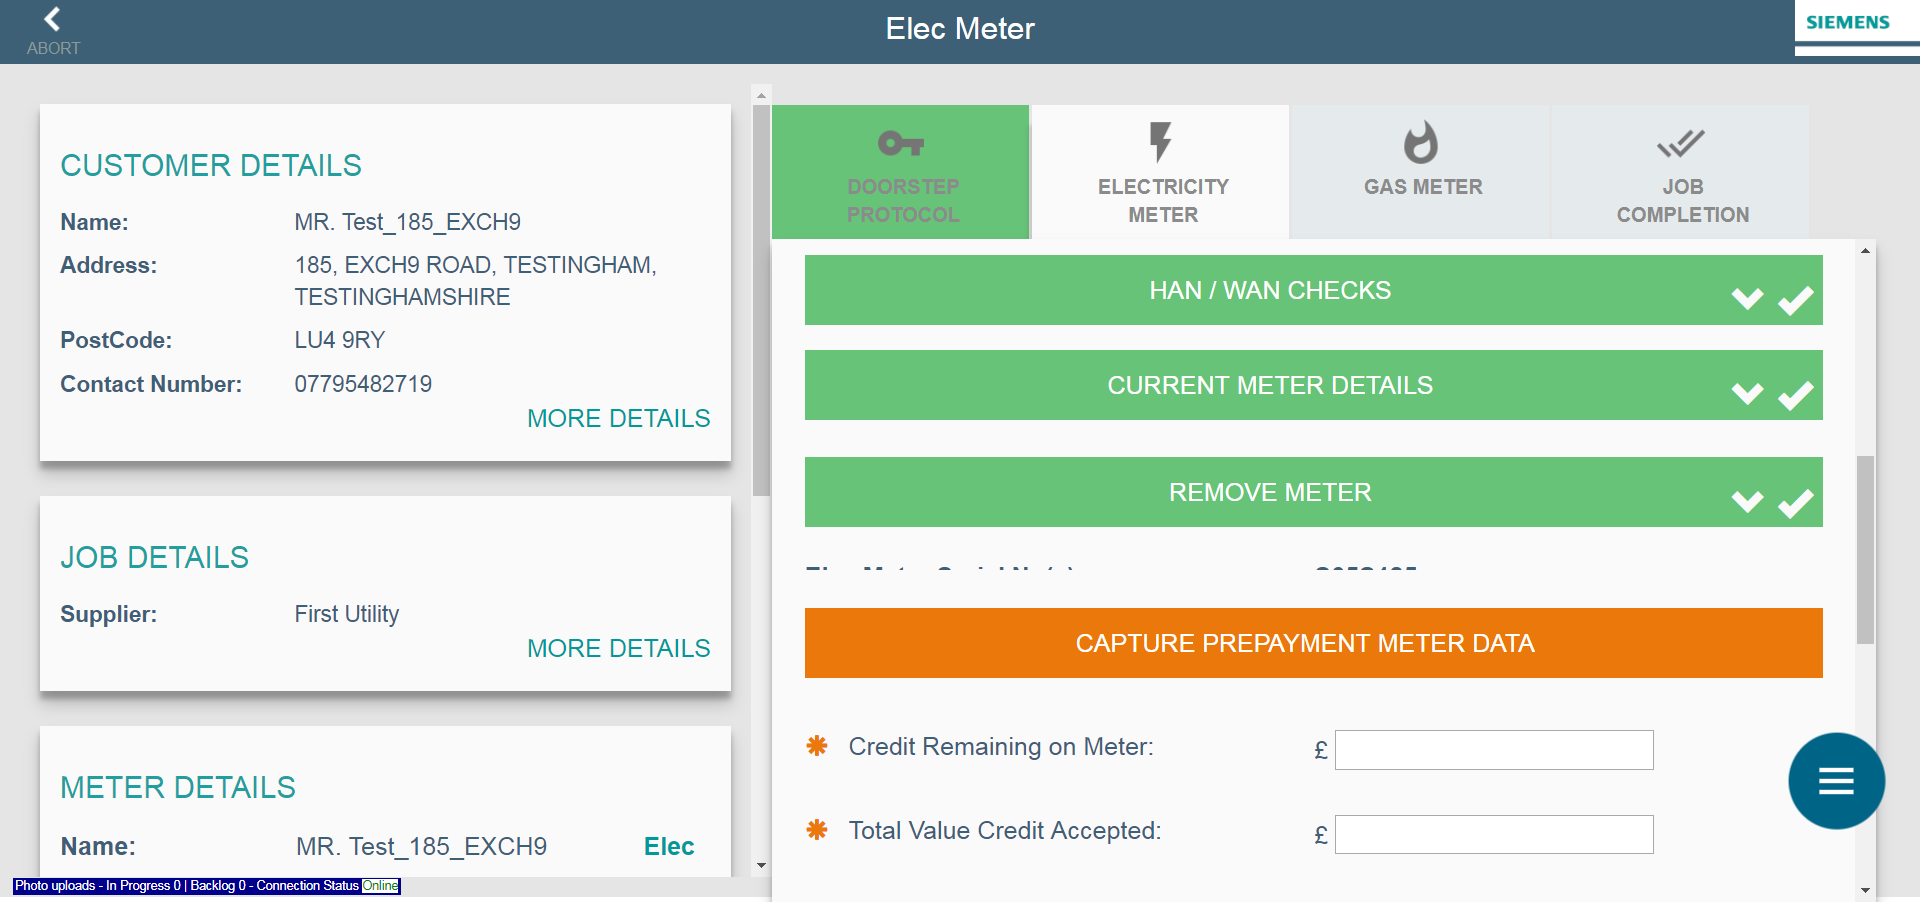 ABORT
Elec Meter
SIEMENS
CUSTOMER DETAILS
Name: MR. Test_185_EXCH9
Address: 185, EXCH9 ROAD, TESTINGHAM,
TESTINGHAMSHIRE
PostCode: LU4 9RY
Contact Number: 07795482719
MORE DETAILS
JOB DETAILS
Supplier: First Utility
MORE DETAILS
METER DETAILS
Name: MR. Test_185_EXCH9 Elec
Photo uploads - In Progress 0 | Backlog 0 - Connection Status Online
DOORSTEP
PROTOCOL
ELECTRICITY
METER
GAS METER
JOB
COMPLETION
HAN / WAN CHECKS
CURRENT METER DETAILS
REMOVE METER
CAPTURE PREPAYMENT METER DATA
✱ Credit Remaining on Meter: £
✱ Total Value Credit Accepted: £